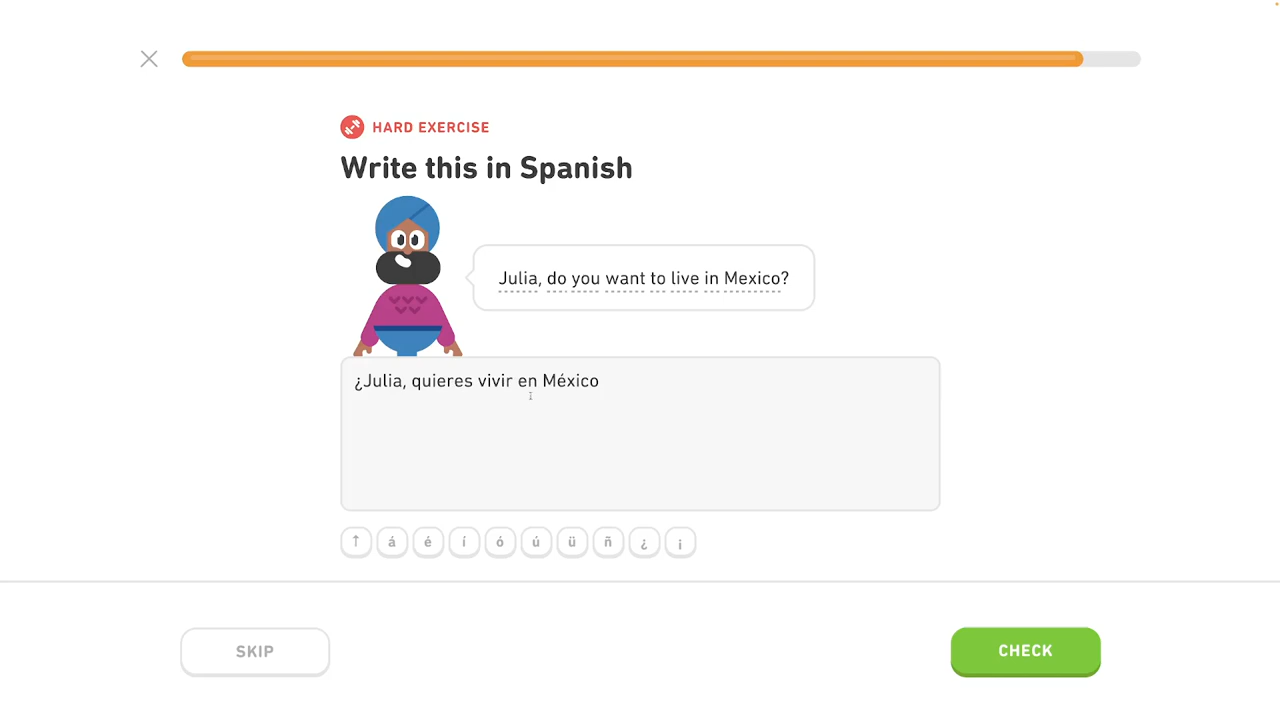 HARD EXERCISE
Write this in Spanish
Julia, do you want to live in Mexico?
¿Julia, quieres vivir en México
↑ á é í ó ú ü ñ ¿ ¡
SKIP
CHECK